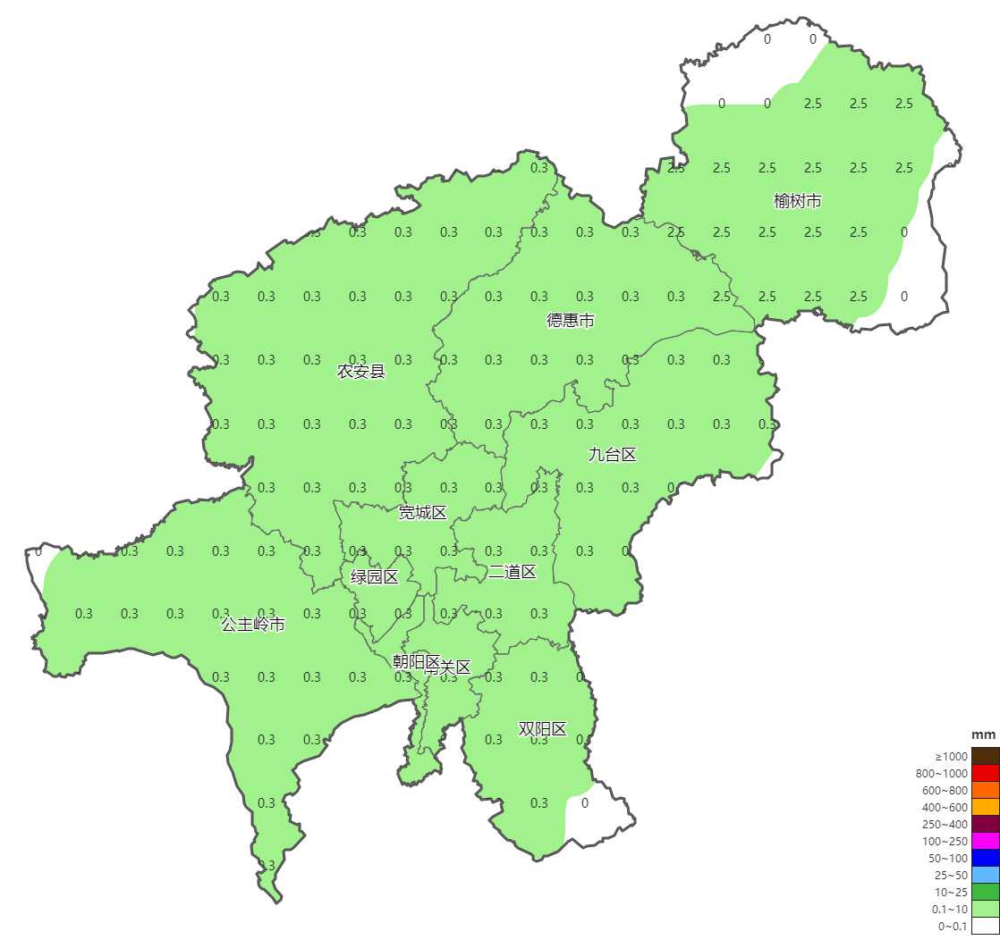 0 0
0 0 2.5 2.5 2.5
0.3 2.5 2.5 2.5 2.5 2.5 2.5
榆树市
0.3 0.3 0.3 0.3 0.3 0.3 0.3 0.3 2.5 2.5 2.5 2.5 2.5 0
0.3 0.3 0.3 0.3 0.3 0.3 0.3 0.3 0.3 0.3 0.3 2.5 2.5 2.5 2.5 0
德惠市
0.3 0.3 0.3 0.3 0.3 0.3 0.3 0.3 0.3 0.3 0.3 0.3
农安县
0.3 0.3 0.3 0.3 0.3 0.3 0.3 0.3 0.3 0.3 0.3 0.3 0.3
九台区
0.3 0.3 0.3 0.3 0.3 0.3 0.3 0.3 0.3
宽城区
0 0.3 0.3 0.3 0.3 0.3 0.3 0.3 0.3 0.3 0.3 0.3
绿园区
二道区
0.3 0.3 0.3 0.3 0.3 0.3 0.3 0.3 0.3 0.3 0.3
公主岭市
朝阳区
南关区
0.3 0.3 0.3 0.3 0.3 0.3 0.3 0.3
双阳区
0.3 0.3 0.3 0.3
0.3 0.3 0
0.3
mm
≥1000
800~1000
600~800
400~600
250~400
100~250
50~100
25~50
10~25
0.1~10
0~0.1